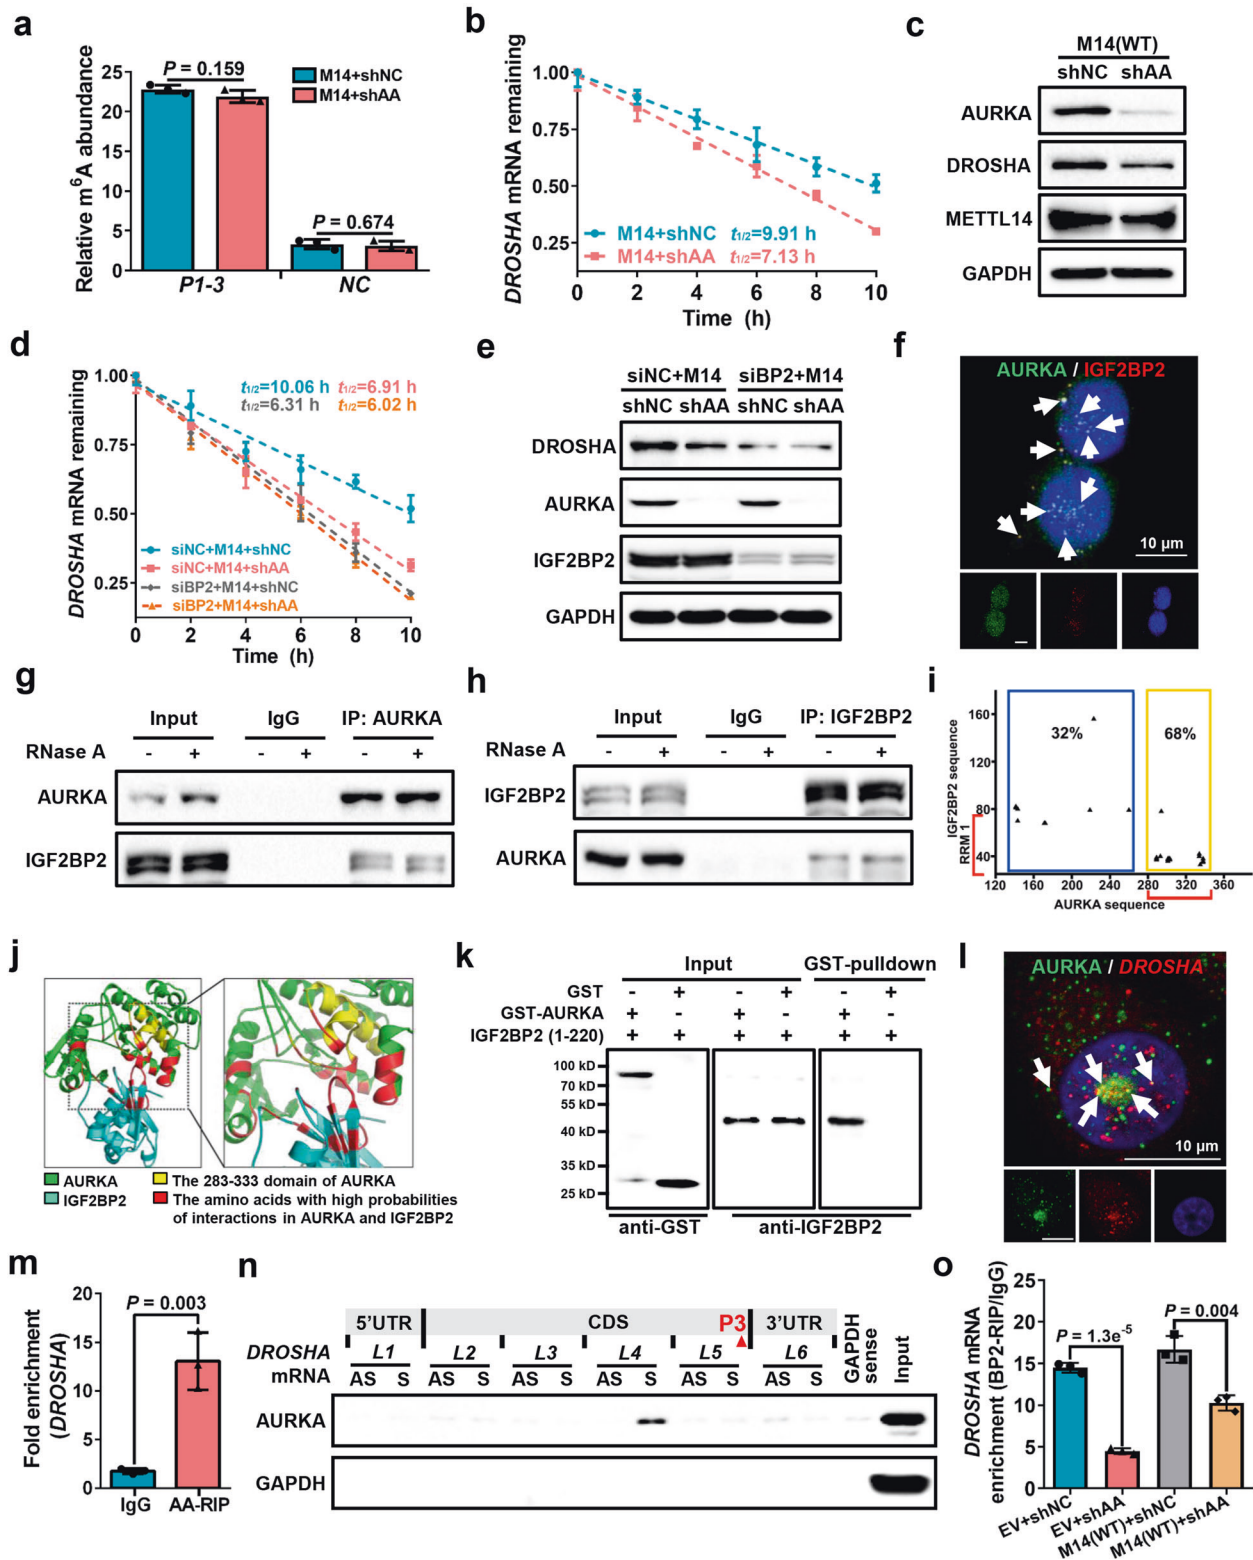 a
Relative m⁶A abundance
25
20
15
10
5
0
P = 0.159
P = 0.674
M14+shNC
M14+shAA
P1-3
NC
b
DROSHA mRNA remaining
1.00
0.75
0.50
0.25
M14+shNC t1/2=9.91 h
M14+shAA t1/2=7.13 h
0 2 4 6 8 10
Time (h)
c
M14(WT)
shNC shAA
AURKA
DROSHA
METTL14
GAPDH
d
DROSHA mRNA remaining
1.00
0.75
0.50
0.25
t1/2=10.06 h t1/2=6.91 h
t1/2=6.31 h t1/2=6.02 h
siNC+M14+shNC
siNC+M14+shAA
siBP2+M14+shNC
siBP2+M14+shAA
0 2 4 6 8 10
Time (h)
e
siNC+M14 siBP2+M14
shNC shAA shNC shAA
DROSHA
AURKA
IGF2BP2
GAPDH
f
AURKA / IGF2BP2
10 µm
g
Input IgG IP: AURKA
RNase A - + - + - +
AURKA
IGF2BP2
h
Input IgG IP: IGF2BP2
RNase A - + - + - +
IGF2BP2
AURKA
i
IGF2BP2 sequence
RRM 1
160
120
80
40
32% 68%
120 160 200 240 280 320 360
AURKA sequence
j
AURKA
IGF2BP2
The 283-333 domain of AURKA
The amino acids with high probabilities
of interactions in AURKA and IGF2BP2
k
Input GST-pulldown
GST - + - + - +
GST-AURKA + - + - + -
IGF2BP2 (1-220) + + + + + +
100 kD
70 kD
55 kD
40 kD
35 kD
25 kD
anti-GST anti-IGF2BP2
l
AURKA / DROSHA
10 µm
m
Fold enrichment
(DROSHA)
20
15
10
5
0
P = 0.003
IgG AA-RIP
n
5'UTR CDS P3 3'UTR
DROSHA L1 L2 L3 L4 L5 L6
mRNA AS S AS S AS S AS S AS S AS S
GAPDH
sense
Input
AURKA
GAPDH
o
DROSHA mRNA
enrichment (BP2-RIP/IgG)
25
20
15
10
5
0
P = 1.3e-5
P = 0.004
EV+shNC
EV+shAA
M14(WT)+shNC
M14(WT)+shAA